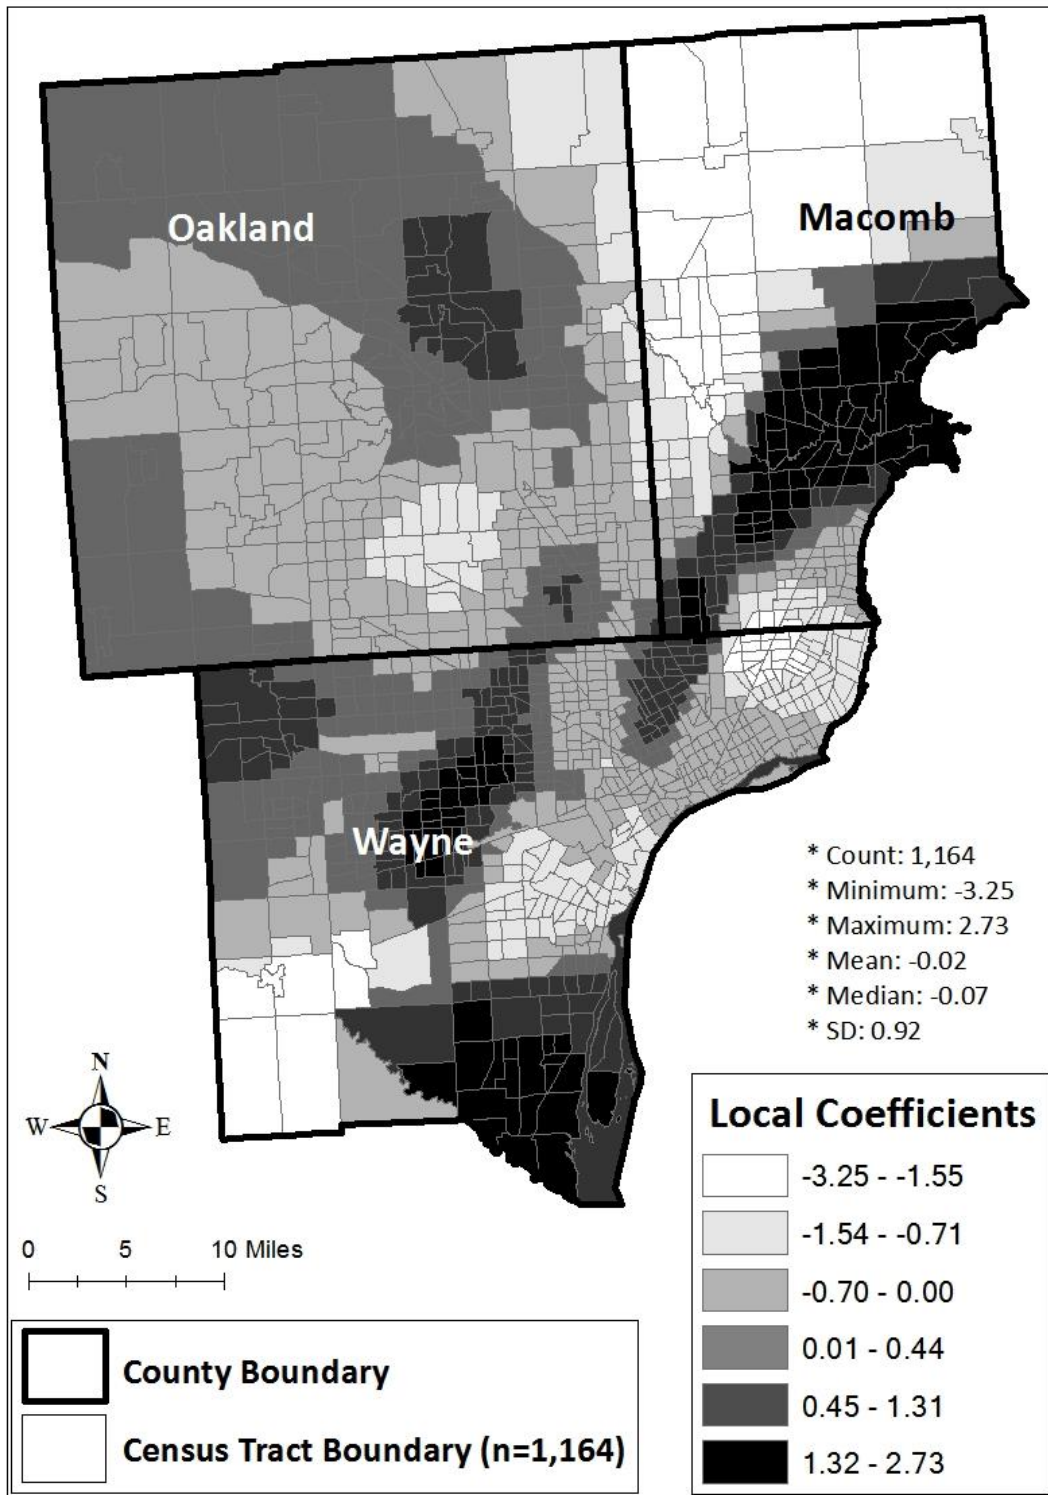 Oakland
Macomb
Wayne
* Count: 1,164
* Minimum: -3.25
* Maximum: 2.73
* Mean: -0.02
* Median: -0.07
* SD: 0.92
N
W E
S
0 5 10 Miles
County Boundary
Census Tract Boundary (n=1,164)
Local Coefficients
-3.25 - -1.55
-1.54 - -0.71
-0.70 - 0.00
0.01 - 0.44
0.45 - 1.31
1.32 - 2.73